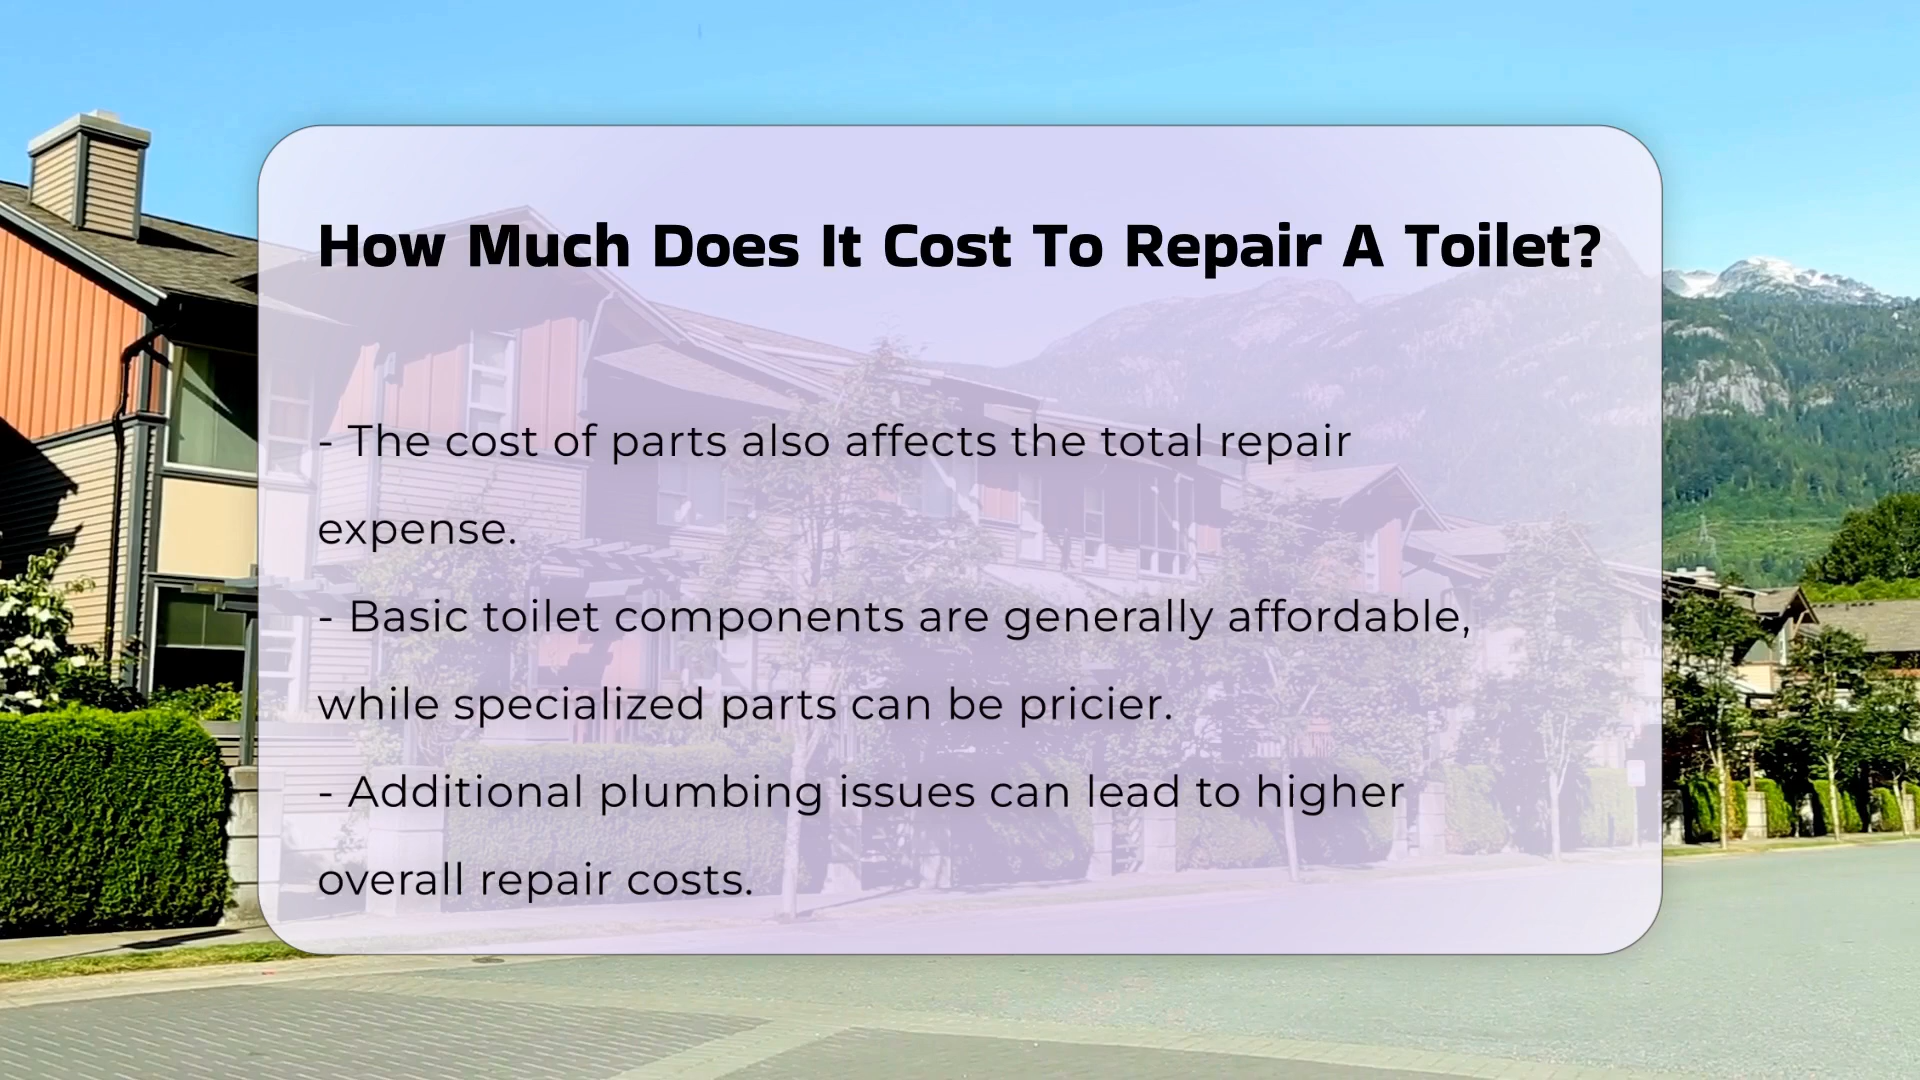 How Much Does It Cost To Repair A Toilet?
- The cost of parts also affects the total repair
expense.
- Basic toilet components are generally affordable,
while specialized parts can be pricier.
- Additional plumbing issues can lead to higher
overall repair costs.